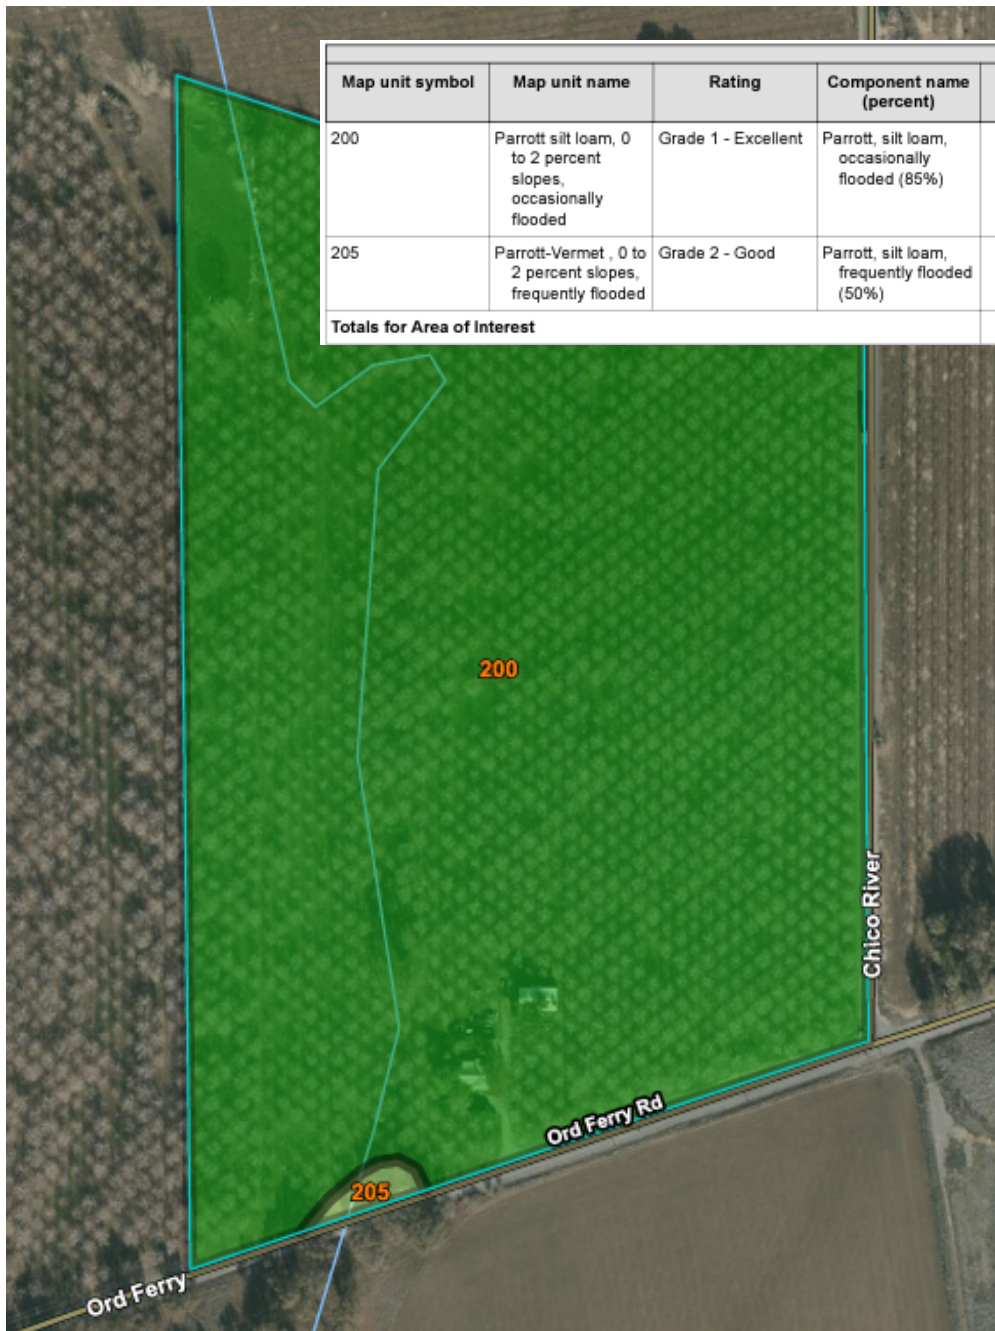 Map unit symbol
Map unit name
Rating
Component name
(percent)
200
Parrott silt loam, 0
to 2 percent
slopes,
occasionally
flooded
Grade 1 - Excellent
Parrott, silt loam,
occasionally
flooded (85%)
205
Parrott-Vermet , 0 to
2 percent slopes,
frequently flooded
Grade 2 - Good
Parrott, silt loam,
frequently flooded
(50%)
Totals for Area of Interest
200
Chico River
Ord Ferry Rd
205
Ord Ferry